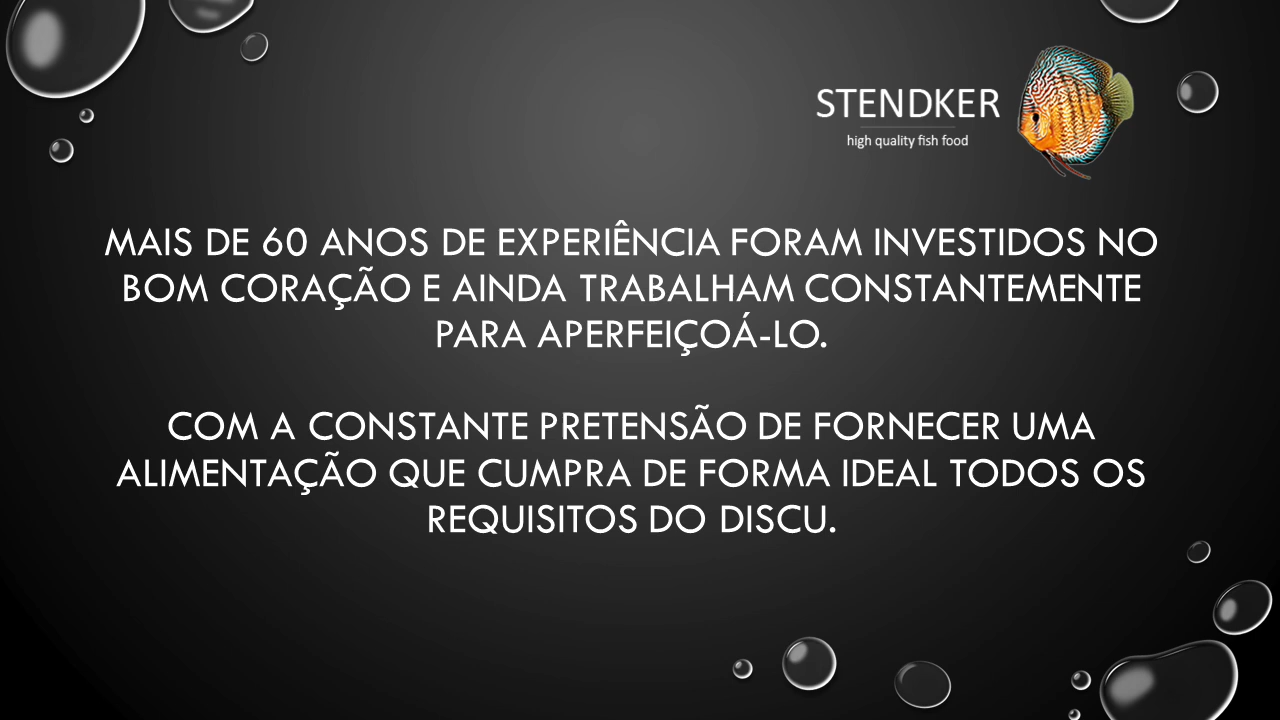 STENDKER
high quality fish food
MAIS DE 60 ANOS DE EXPERIÊNCIA FORAM INVESTIDOS NO
BOM CORAÇÃO E AINDA TRABALHAM CONSTANTEMENTE
PARA APERFEIÇOÁ-LO.
COM A CONSTANTE PRETENSÃO DE FORNECER UMA
ALIMENTAÇÃO QUE CUMPRA DE FORMA IDEAL TODOS OS
REQUISITOS DO DISCU.